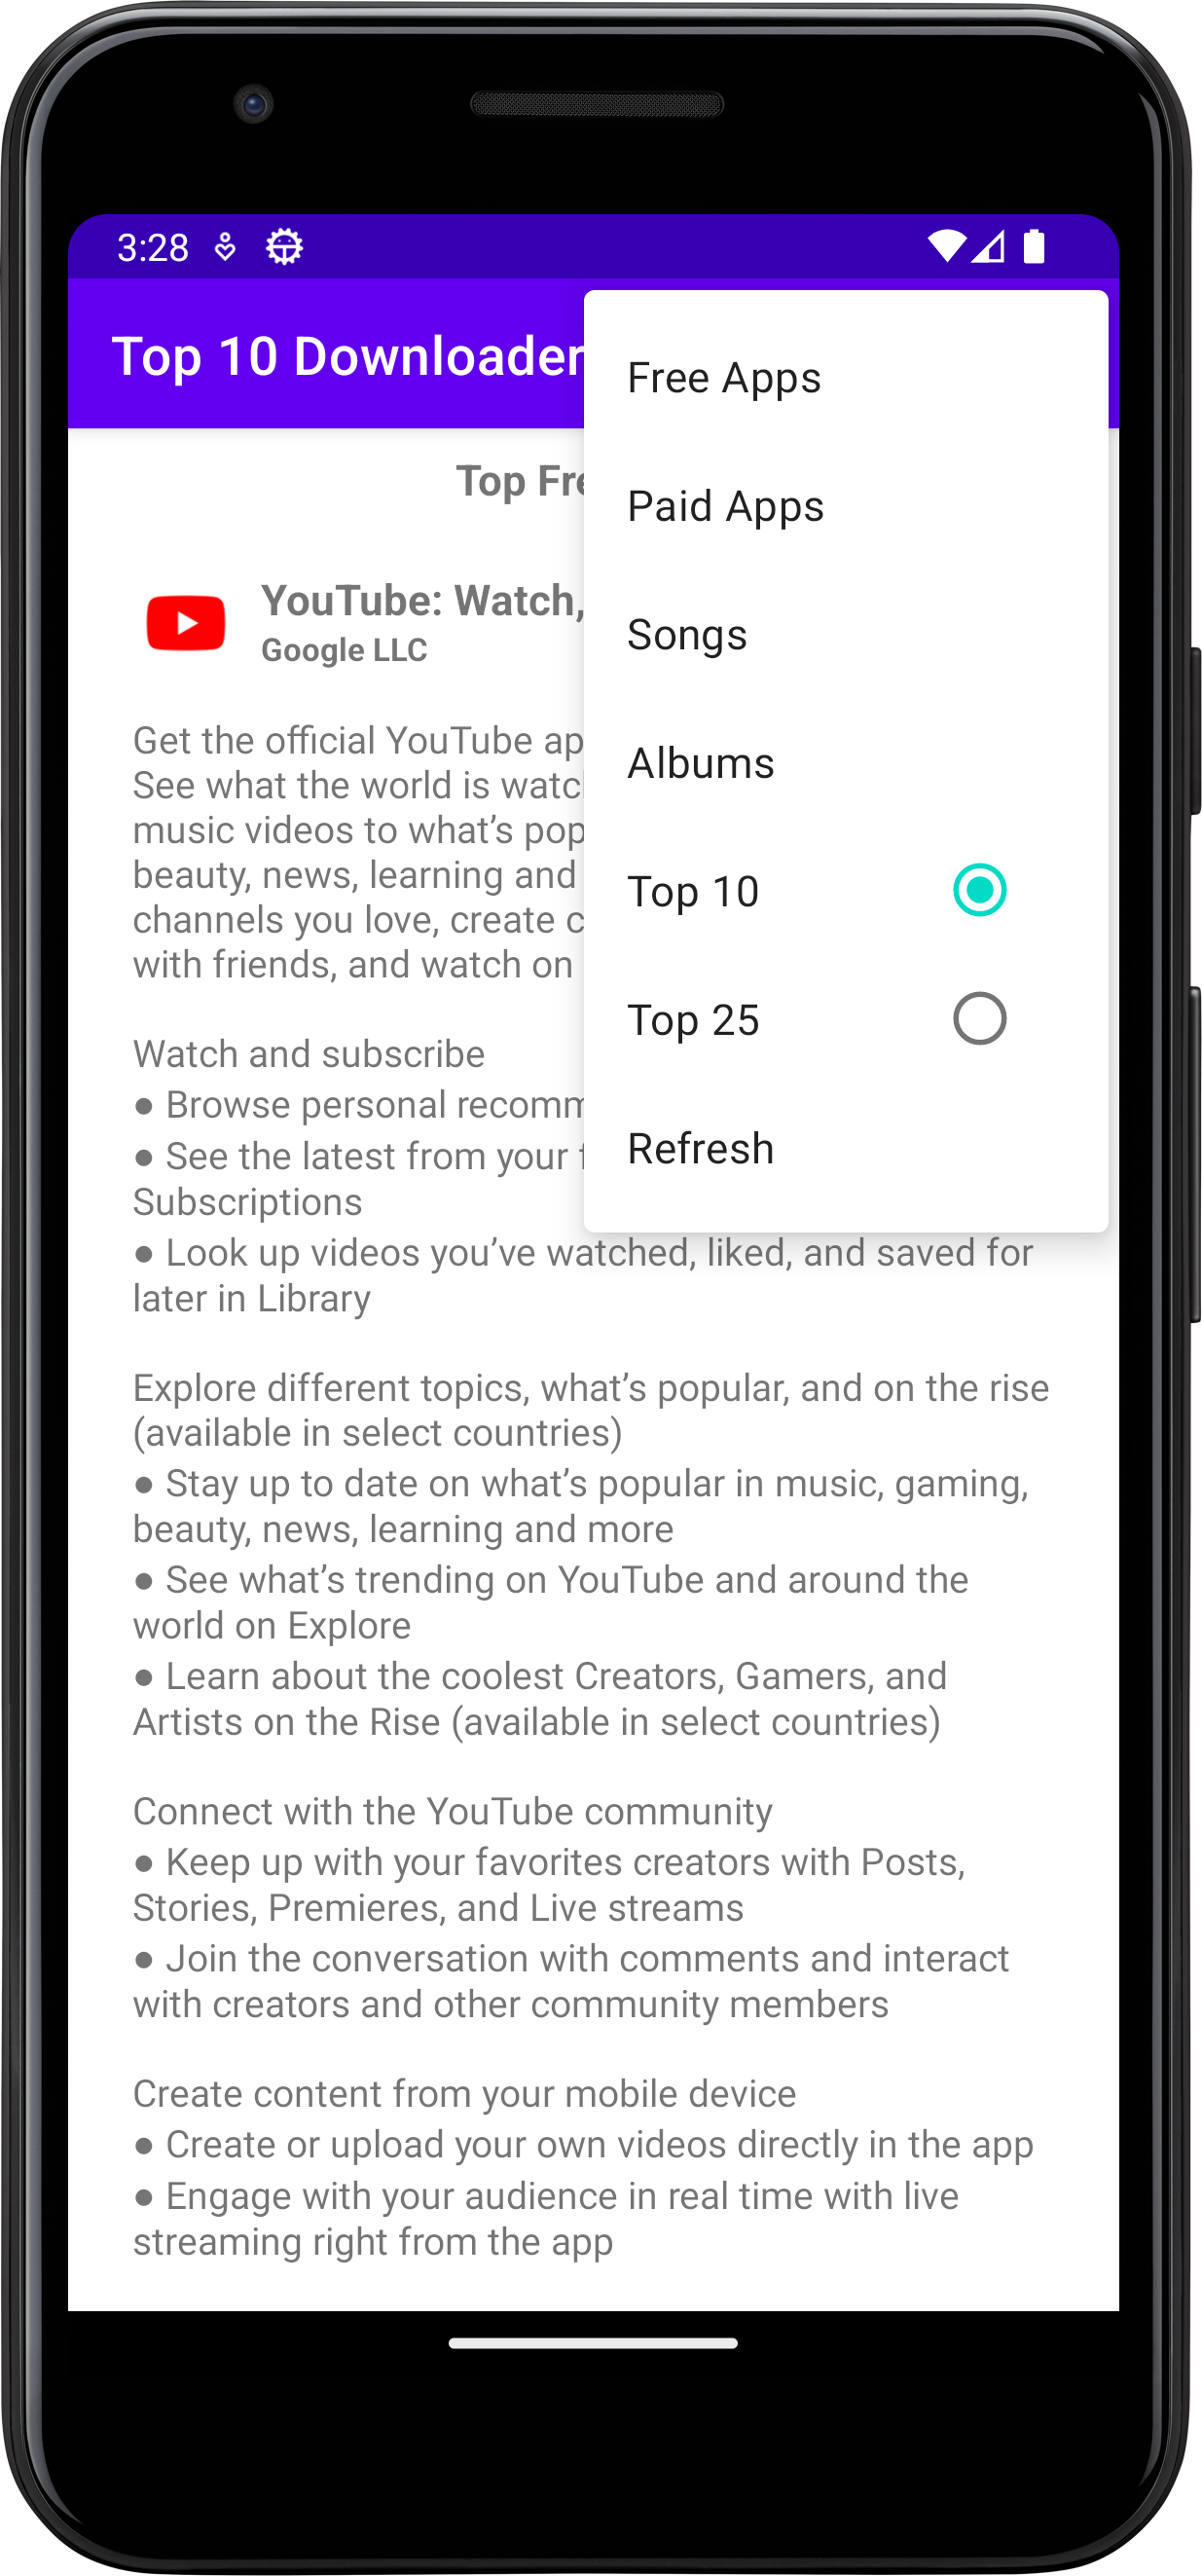 3:28
Top 10 Downloader
Free Apps
Paid Apps
Songs
Albums
Top 10
Top 25
Refresh
Top Fre
YouTube: Watch,
Google LLC
Get the official YouTube ap
See what the world is watc
music videos to what’s pop
beauty, news, learning and
channels you love, create c
with friends, and watch on
Watch and subscribe
● Browse personal recomm
● See the latest from your f
Subscriptions
● Look up videos you’ve watched, liked, and saved for
later in Library
Explore different topics, what’s popular, and on the rise
(available in select countries)
● Stay up to date on what’s popular in music, gaming,
beauty, news, learning and more
● See what’s trending on YouTube and around the
world on Explore
● Learn about the coolest Creators, Gamers, and
Artists on the Rise (available in select countries)
Connect with the YouTube community
● Keep up with your favorites creators with Posts,
Stories, Premieres, and Live streams
● Join the conversation with comments and interact
with creators and other community members
Create content from your mobile device
● Create or upload your own videos directly in the app
● Engage with your audience in real time with live
streaming right from the app